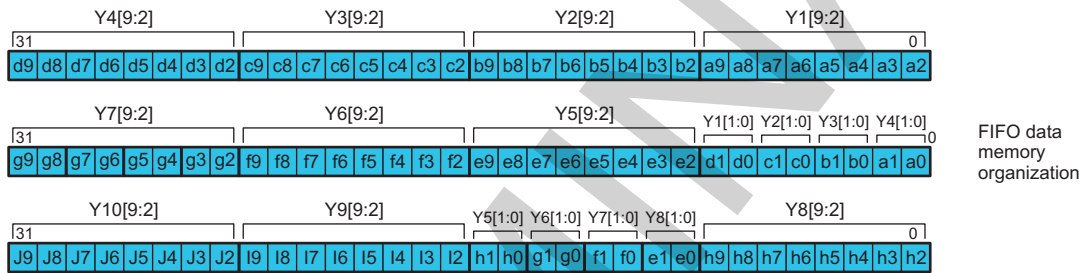 Y4[9:2] Y3[9:2] Y2[9:2] Y1[9:2]
31 0
d9 d8 d7 d6 d5 d4 d3 d2 c9 c8 c7 c6 c5 c4 c3 c2 b9 b8 b7 b6 b5 b4 b3 b2 a9 a8 a7 a6 a5 a4 a3 a2
Y7[9:2] Y6[9:2] Y5[9:2] Y1[1:0] Y2[1:0] Y3[1:0] Y4[1:0]
31 0
g9 g8 g7 g6 g5 g4 g3 g2 f9 f8 f7 f6 f5 f4 f3 f2 e9 e8 e7 e6 e5 e4 e3 e2 d1 d0 c1 c0 b1 b0 a1 a0
FIFO data
memory
organization
Y10[9:2] Y9[9:2] Y5[1:0] Y6[1:0] Y7[1:0] Y8[1:0] Y8[9:2]
31 0
J9 J8 J7 J6 J5 J4 J3 J2 I9 I8 I7 I6 I5 I4 I3 I2 h1 h0 g1 g0 f1 f0 e1 e0 h9 h8 h7 h6 h5 h4 h3 h2